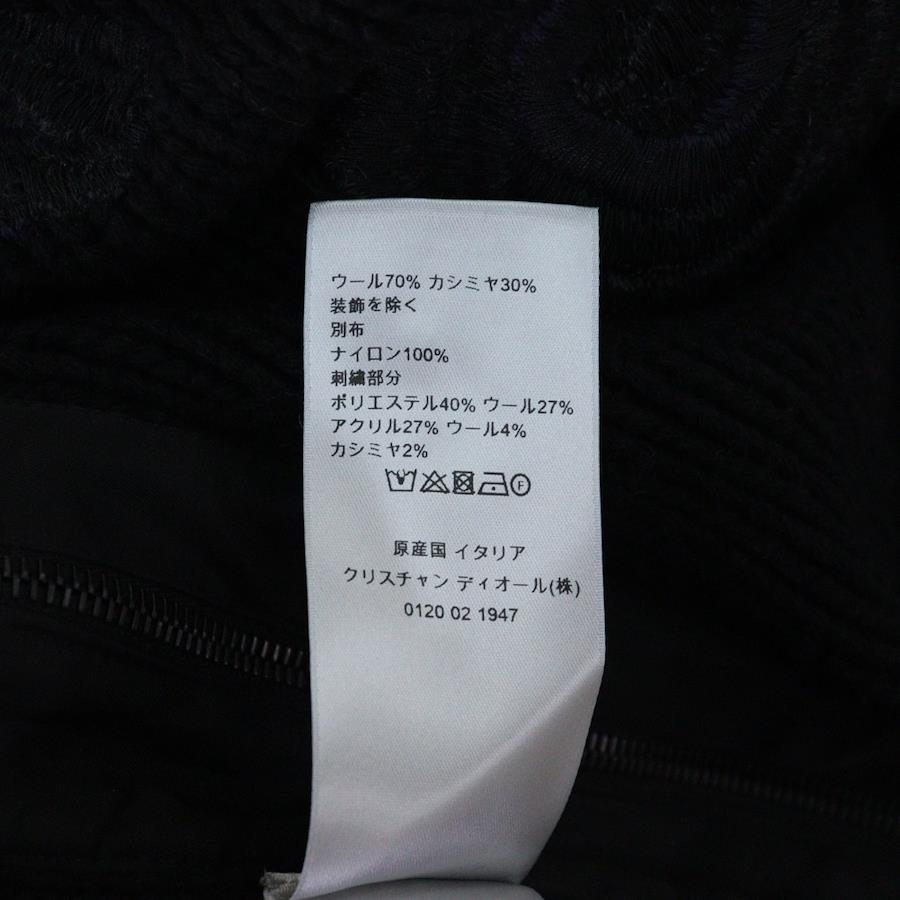 ウール70% カシミヤ30%
装飾を除く
別布
ナイロン100%
刺繍部分
ポリエステル40% ウール27%
アクリル27% ウール4%
カシミヤ2%
F
原産国 イタリア
クリスチャン ディオール(株)
0120 02 1947